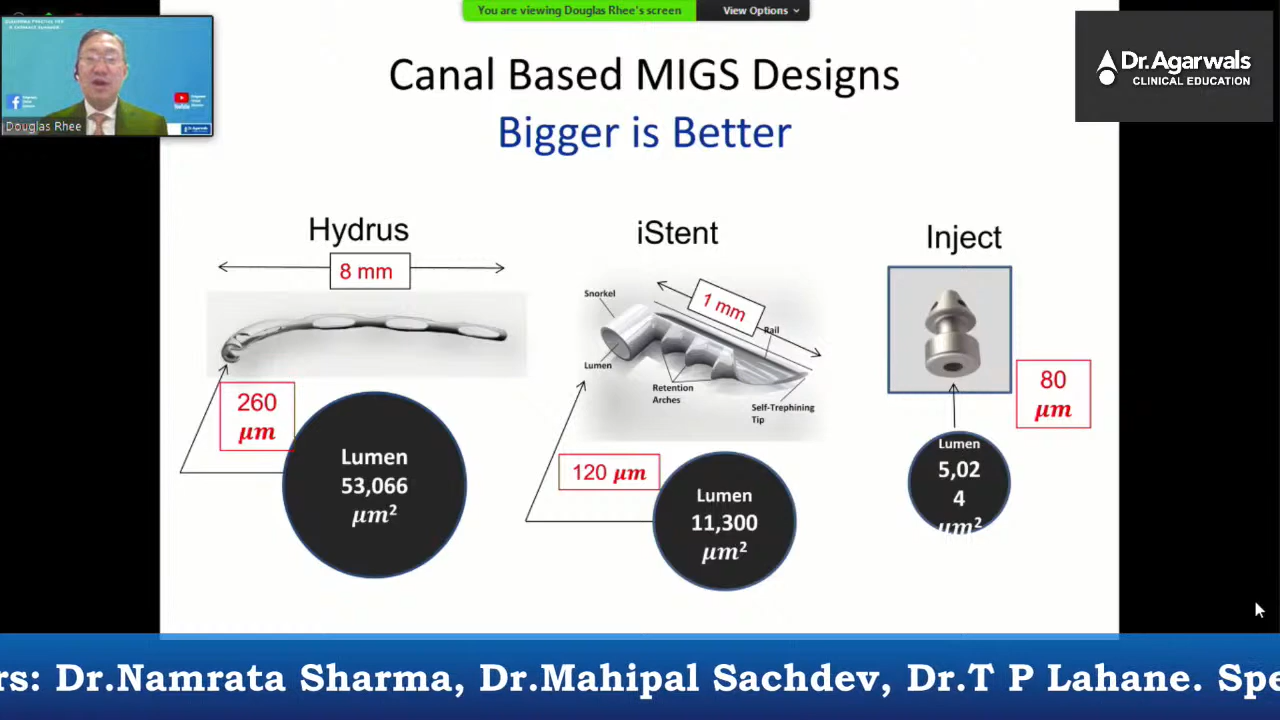 You are viewing Douglas Rhee's screen
View Options
Dr.Agarwals
CLINICAL EDUCATION
Douglas Rhee
Canal Based MIGS Designs
Bigger is Better
Hydrus
8 mm
260
μm
Lumen
53,066
μm²
iStent
1 mm
Snorkel
Rail
Lumen
Retention
Arches
Self-Trephining
Tip
120 μm
Lumen
11,300
μm²
Inject
80
μm
Lumen
5,02
4
μm²
rs: Dr.Namrata Sharma, Dr.Mahipal Sachdev, Dr.T P Lahane. Spe